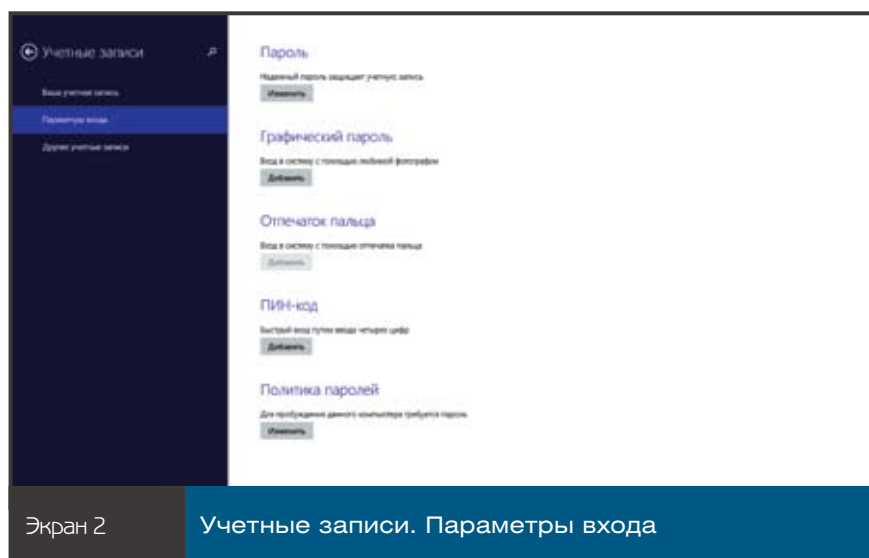 Учетные записи
Ваша учетная запись
Параметры входа
Другие учетные записи
Пароль
Надежный пароль защищает учетную запись
Изменить
Графический пароль
Вход в систему с помощью любимой фотографии
Добавить
Отпечаток пальца
Вход в систему с помощью отпечатка пальца
Добавить
ПИН-код
Быстрый вход путем ввода четырех цифр
Добавить
Политика паролей
Для пробуждения данного компьютера требуется пароль
Изменить
Экран 2
Учетные записи. Параметры входа